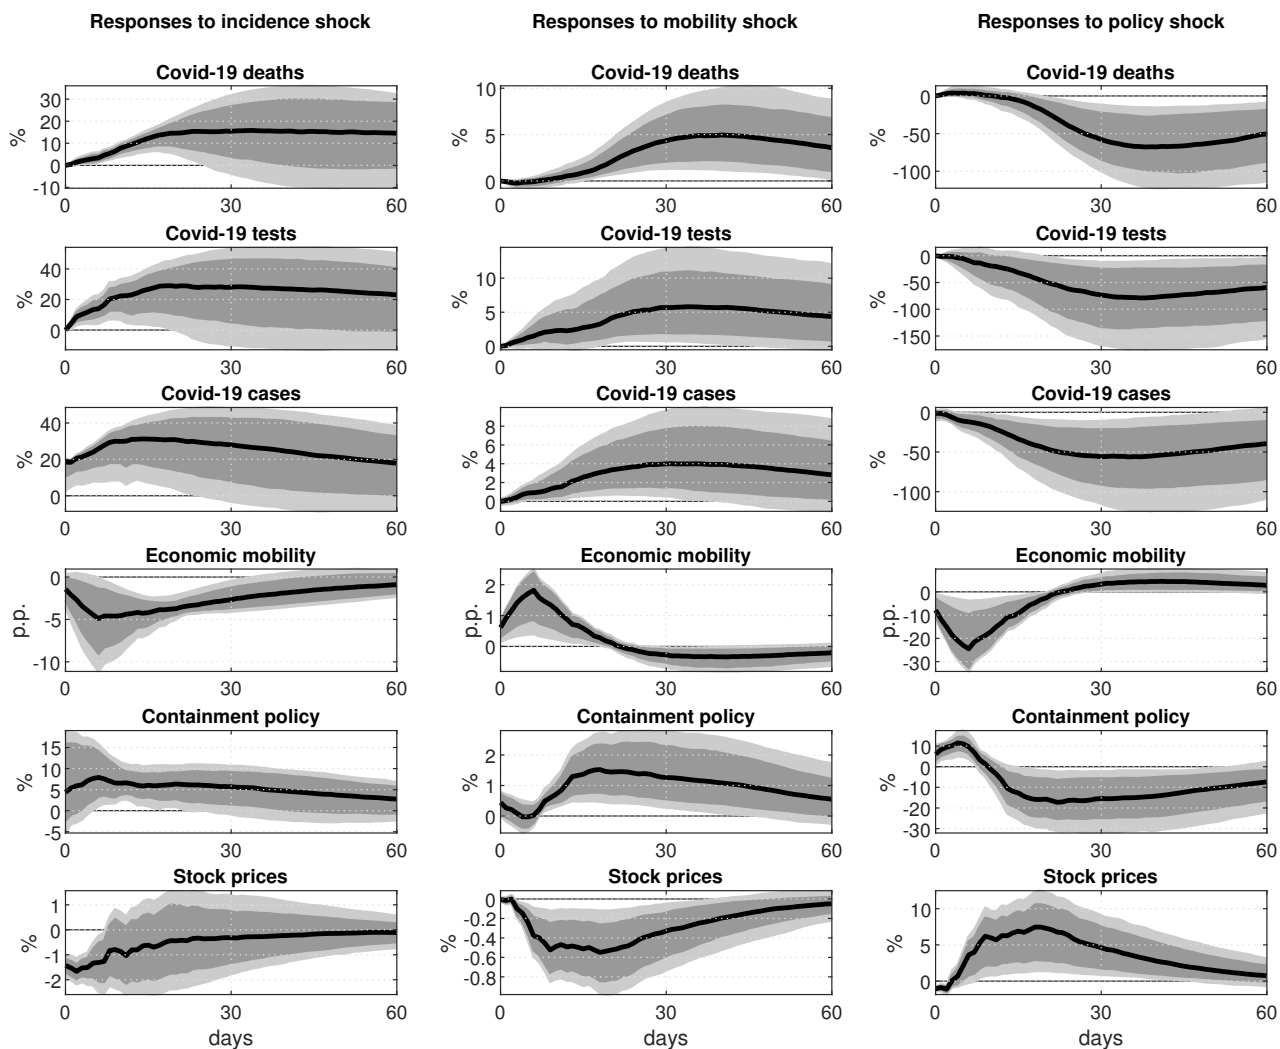 Responses to incidence shock Responses to mobility shock Responses to policy shock
Covid-19 deaths Covid-19 deaths Covid-19 deaths
30
20
10
0
-10
%
0 30 60
10
5
0
%
0 30 60
0
-50
-100
%
0 30 60
Covid-19 tests Covid-19 tests Covid-19 tests
40
20
0
%
0 30 60
10
5
0
%
0 30 60
0
-50
-100
-150
%
0 30 60
Covid-19 cases Covid-19 cases Covid-19 cases
40
20
0
%
0 30 60
8
6
4
2
0
%
0 30 60
0
-50
-100
%
0 30 60
Economic mobility Economic mobility Economic mobility
0
-5
-10
p.p.
0 30 60
2
1
0
p.p.
0 30 60
0
-10
-20
-30
p.p.
0 30 60
Containment policy Containment policy Containment policy
15
10
5
0
-5
%
0 30 60
2
1
0
%
0 30 60
10
0
-10
-20
-30
%
0 30 60
Stock prices Stock prices Stock prices
1
0
-1
-2
%
0 30 60
days
0
-0.2
-0.4
-0.6
-0.8
%
0 30 60
days
10
5
0
%
0 30 60
days